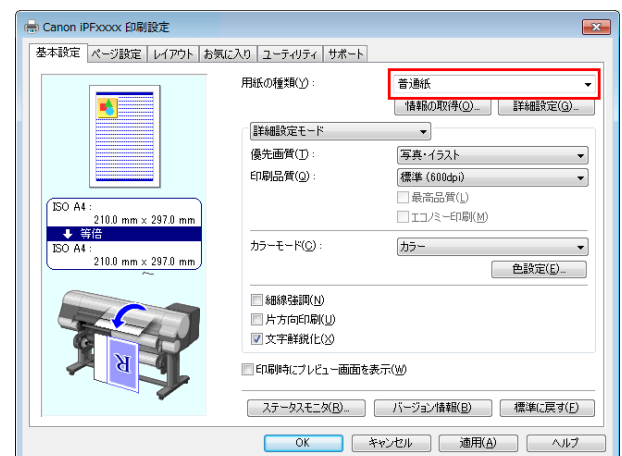 Canon iPFxxxx 印刷設定
基本設定 ページ設定 レイアウト お気に入り ユーティリティ サポート
用紙の種類(Y) : 普通紙
情報の取得(O)... 詳細設定(G)...
詳細設定モード
優先画質(T) : 写真・イラスト
印刷品質(Q) : 標準 (600dpi)
最高品質(L)
エコノミー印刷(M)
ISO A4 :
210.0 mm x 297.0 mm
等倍
ISO A4 :
210.0 mm x 297.0 mm
カラーモード(C) : カラー
色設定(E)...
細線強調(N)
片方向印刷(U)
文字鮮鋭化(X)
R
印刷時にプレビュー画面を表示(W)
ステータスモニタ(R)... バージョン情報(B) 標準に戻す(F)
OK キャンセル 適用(A) ヘルプ